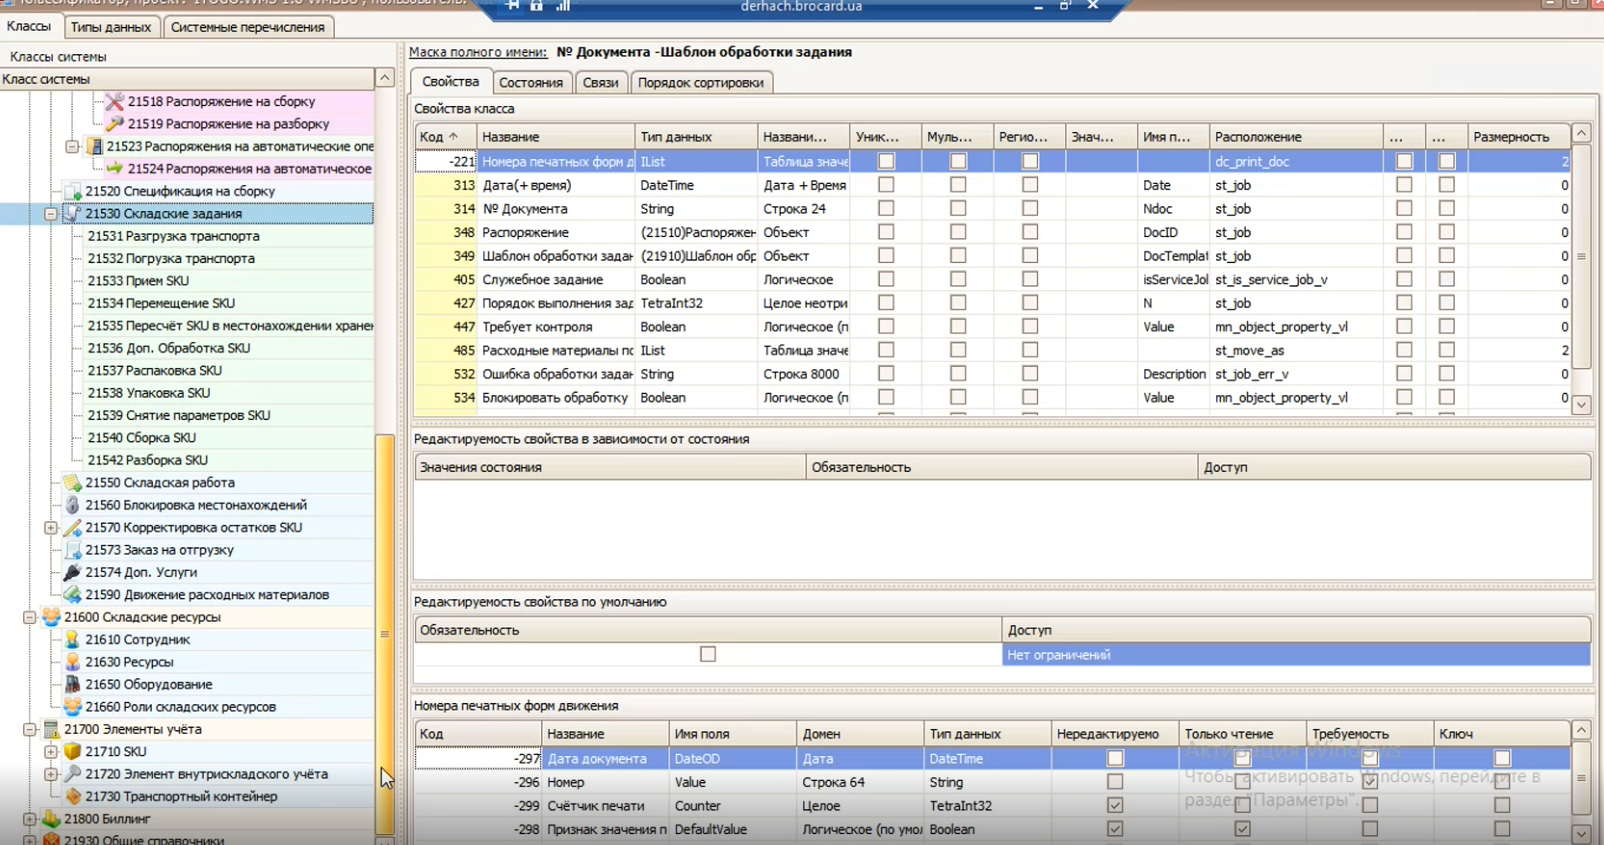 Классификатор, проект: ITOGO.WMS 1.0
derhach.brocard.ua
Классы
Типы данных
Системные перечисления
Классы системы
Класс системы
21518 Распоряжение на сборку
21519 Распоряжение на разборку
21523 Распоряжения на автоматические опе
21524 Распоряжения на автоматическое
21520 Спецификация на сборку
21530 Складские задания
21531 Разгрузка транспорта
21532 Погрузка транспорта
21533 Прием SKU
21534 Перемещение SKU
21535 Пересчёт SKU в местонахождении хранен
21536 Доп. Обработка SKU
21537 Распаковка SKU
21538 Упаковка SKU
21539 Снятие параметров SKU
21540 Сборка SKU
21542 Разборка SKU
21550 Складская работа
21560 Блокировка местонахождений
21570 Корректировка остатков SKU
21573 Заказ на отгрузку
21574 Доп. Услуги
21590 Движение расходных материалов
21600 Складские ресурсы
21610 Сотрудник
21630 Ресурсы
21650 Оборудование
21660 Роли складских ресурсов
21700 Элементы учёта
21710 SKU
21720 Элемент внутрискладского учёта
21730 Транспортный контейнер
21800 Биллинг
21930 Общие справочники
Маска полного имени: № Документа -Шаблон обработки задания
Свойства
Состояния
Связи
Порядок сортировки
Свойства класса
Код Название Тип данных Названи... Уник... Муль... Регио... Знач... Имя п... Расположение ... ... Размерность
-221 Номера печатных форм д IList Таблица значе dc_print_doc 2
313 Дата(+время) DateTime Дата +Время Date st_job 0
314 № Документа String Строка 24 Ndoc st_job 0
348 Распоряжение (21510)Распоряжен Объект DocID st_job 0
349 Шаблон обработки задан (21910)Шаблон обр Объект DocTemplat st_job 0
405 Служебное задание Boolean Логическое isServiceJol st_is_service_job_v 0
427 Порядок выполнения зад TetraInt32 Целое неотри N st_job 0
447 Требует контроля Boolean Логическое (п Value mn_object_property_vl 0
485 Расходные материалы по IList Таблица значе st_move_as 2
532 Ошибка обработки задан String Строка 8000 Description st_job_err_v 0
534 Блокировать обработку Boolean Логическое (п Value mn_object_property_vl 0
Редактируемость свойства в зависимости от состояния
Значения состояния Обязательность Доступ
Редактируемость свойства по умолчанию
Обязательность Доступ
Нет ограничений
Номера печатных форм движения
Код Название Имя поля Домен Тип данных Нередактируемо Только чтение Требуемость Ключ
-297 Дата документа DateOD Дата DateTime
-296 Номер Value Строка 64 String
-299 Счётчик печати Counter Целое TetraInt32
-298 Признак значения п DefaultValue Логическое (по умол Boolean
Активация Windows
Чтобы активировать Windows, перейдите в
раздел "Параметры".